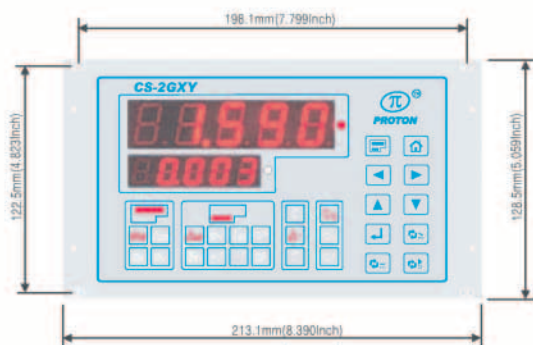 198.1mm(7.799Inch)
CS-2GXY
1.590
0.003
π
PROTON
122.5mm(4.823Inch)
128.5mm(5.059Inch)
213.1mm(8.390Inch)